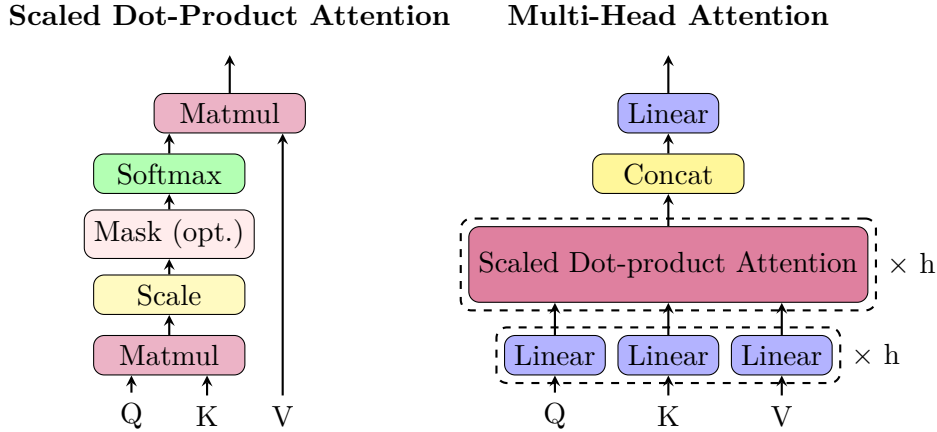 Scaled Dot-Product Attention
Matmul
Softmax
Mask (opt.)
Scale
Matmul
Q K V
Multi-Head Attention
Linear
Concat
Scaled Dot-product Attention × h
Linear Linear Linear × h
Q K V